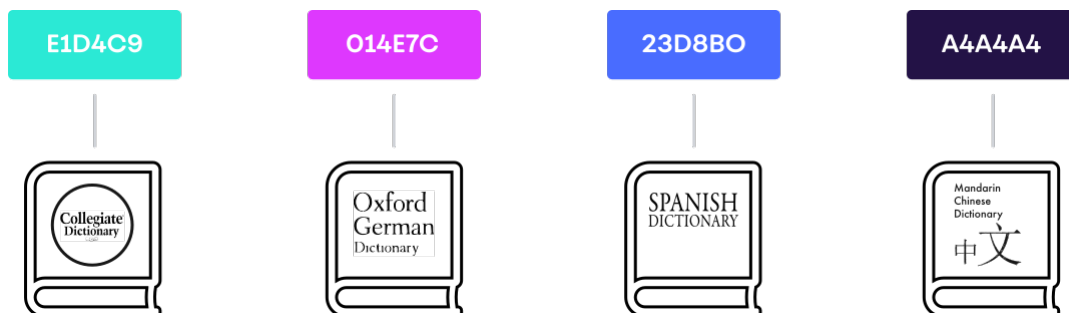 E1D4C9
014E7C
23D8BO
A4A4A4
Collegiate
Dictionary
Oxford
German
Dictionary
SPANISH
DICTIONARY
Mandarin
Chinese
Dictionary
中文